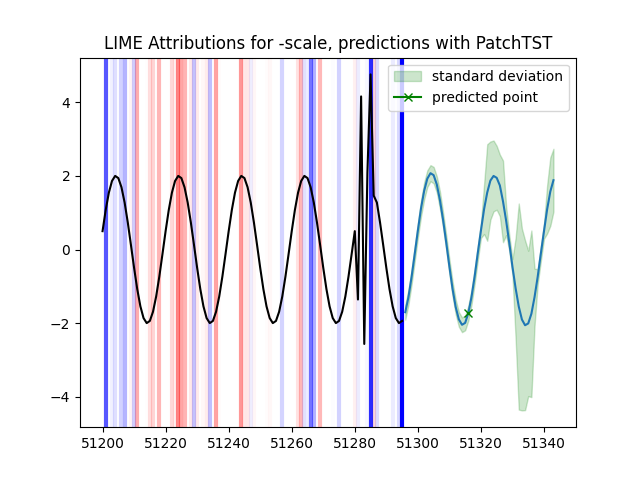 LIME Attributions for -scale, predictions with PatchTST
standard deviation
predicted point
4
2
0
−2
−4
51200 51220 51240 51260 51280 51300 51320 51340